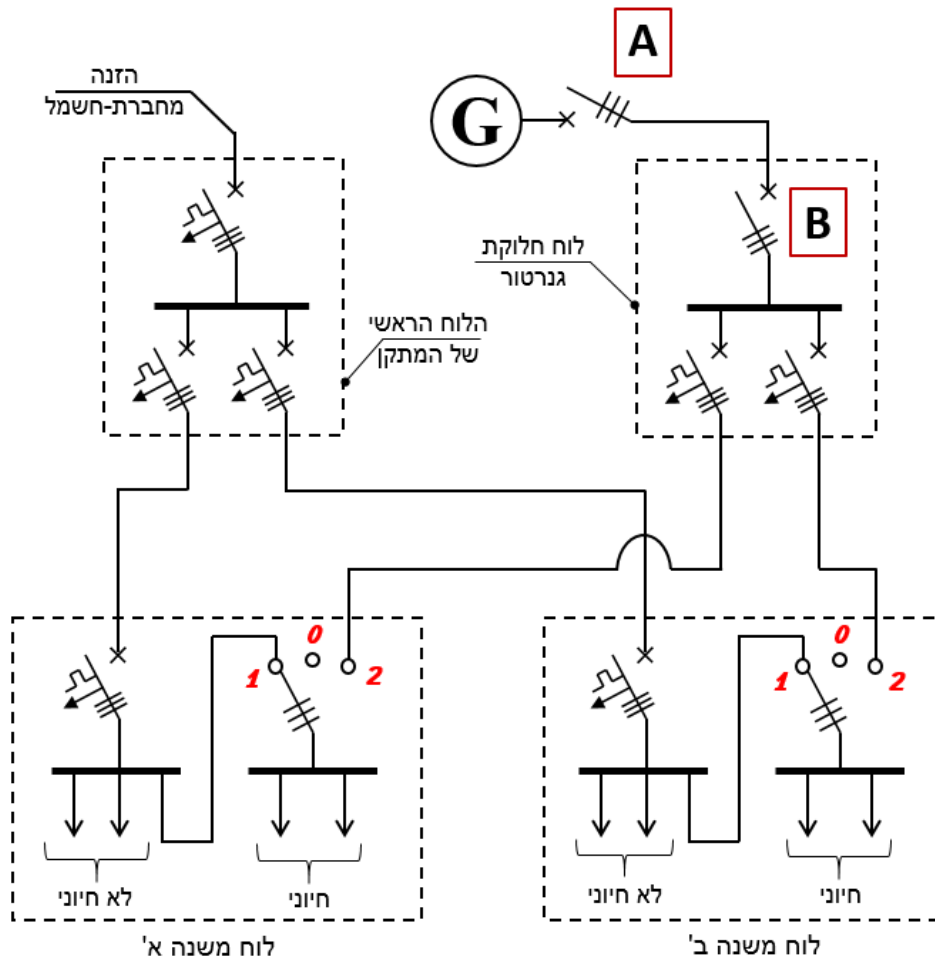 A
הזנה
מחברת-חשמל
G
B
לוח חלוקת
גנרטור
הלוח הראשי
של המתקן
0
1
2
0
1
2
לא חיוני
חיוני
לא חיוני
חיוני
לוח משנה א'
לוח משנה ב'